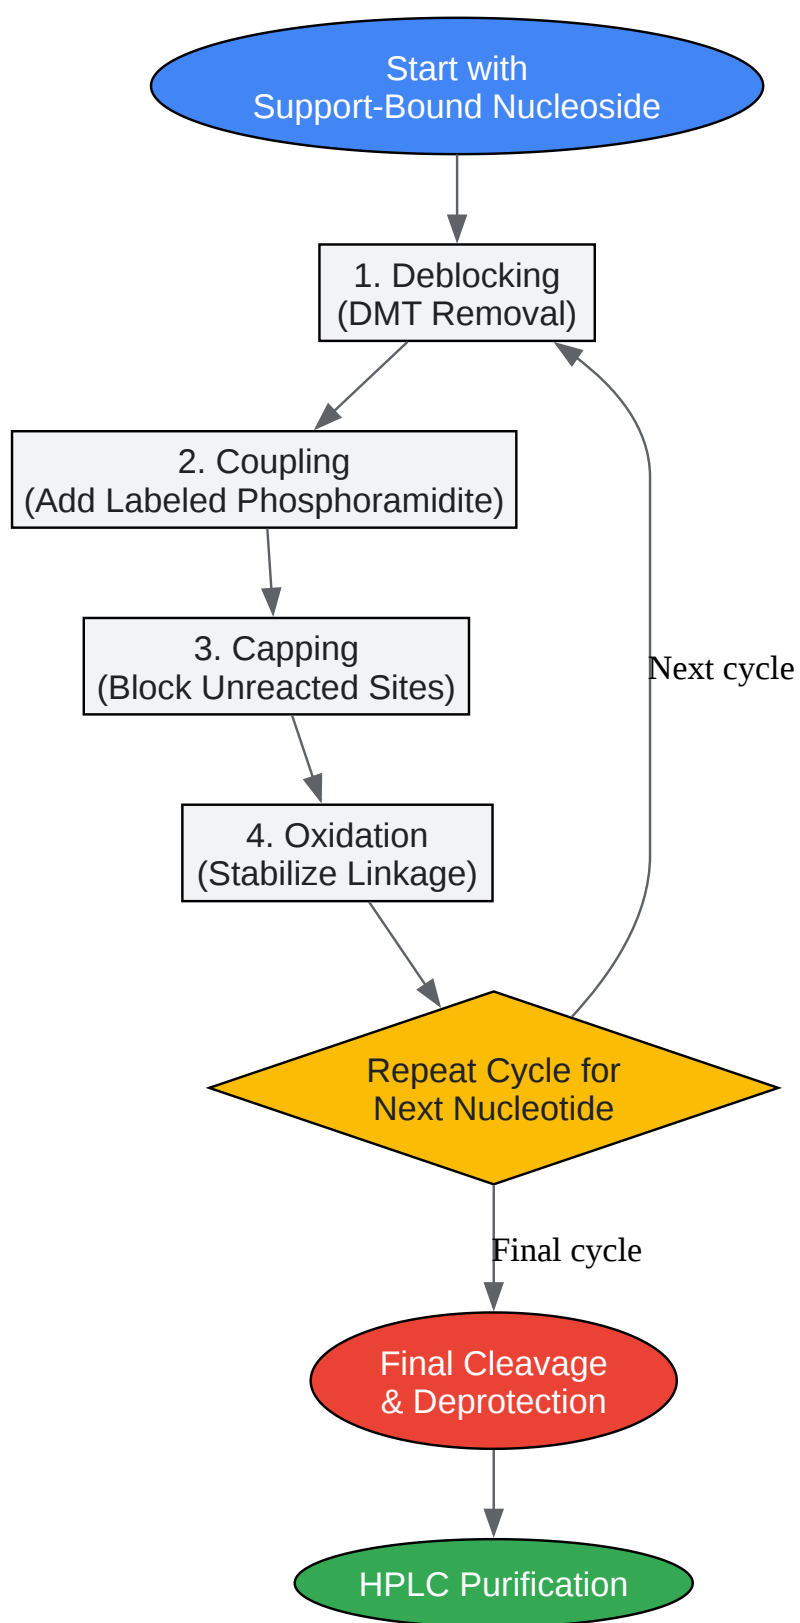 Start with
Support-Bound Nucleoside
1. Deblocking
(DMT Removal)
2. Coupling
(Add Labeled Phosphoramidite)
3. Capping
(Block Unreacted Sites)
Next cycle
4. Oxidation
(Stabilize Linkage)
Repeat Cycle for
Next Nucleotide
Final cycle
Final Cleavage
& Deprotection
HPLC Purification